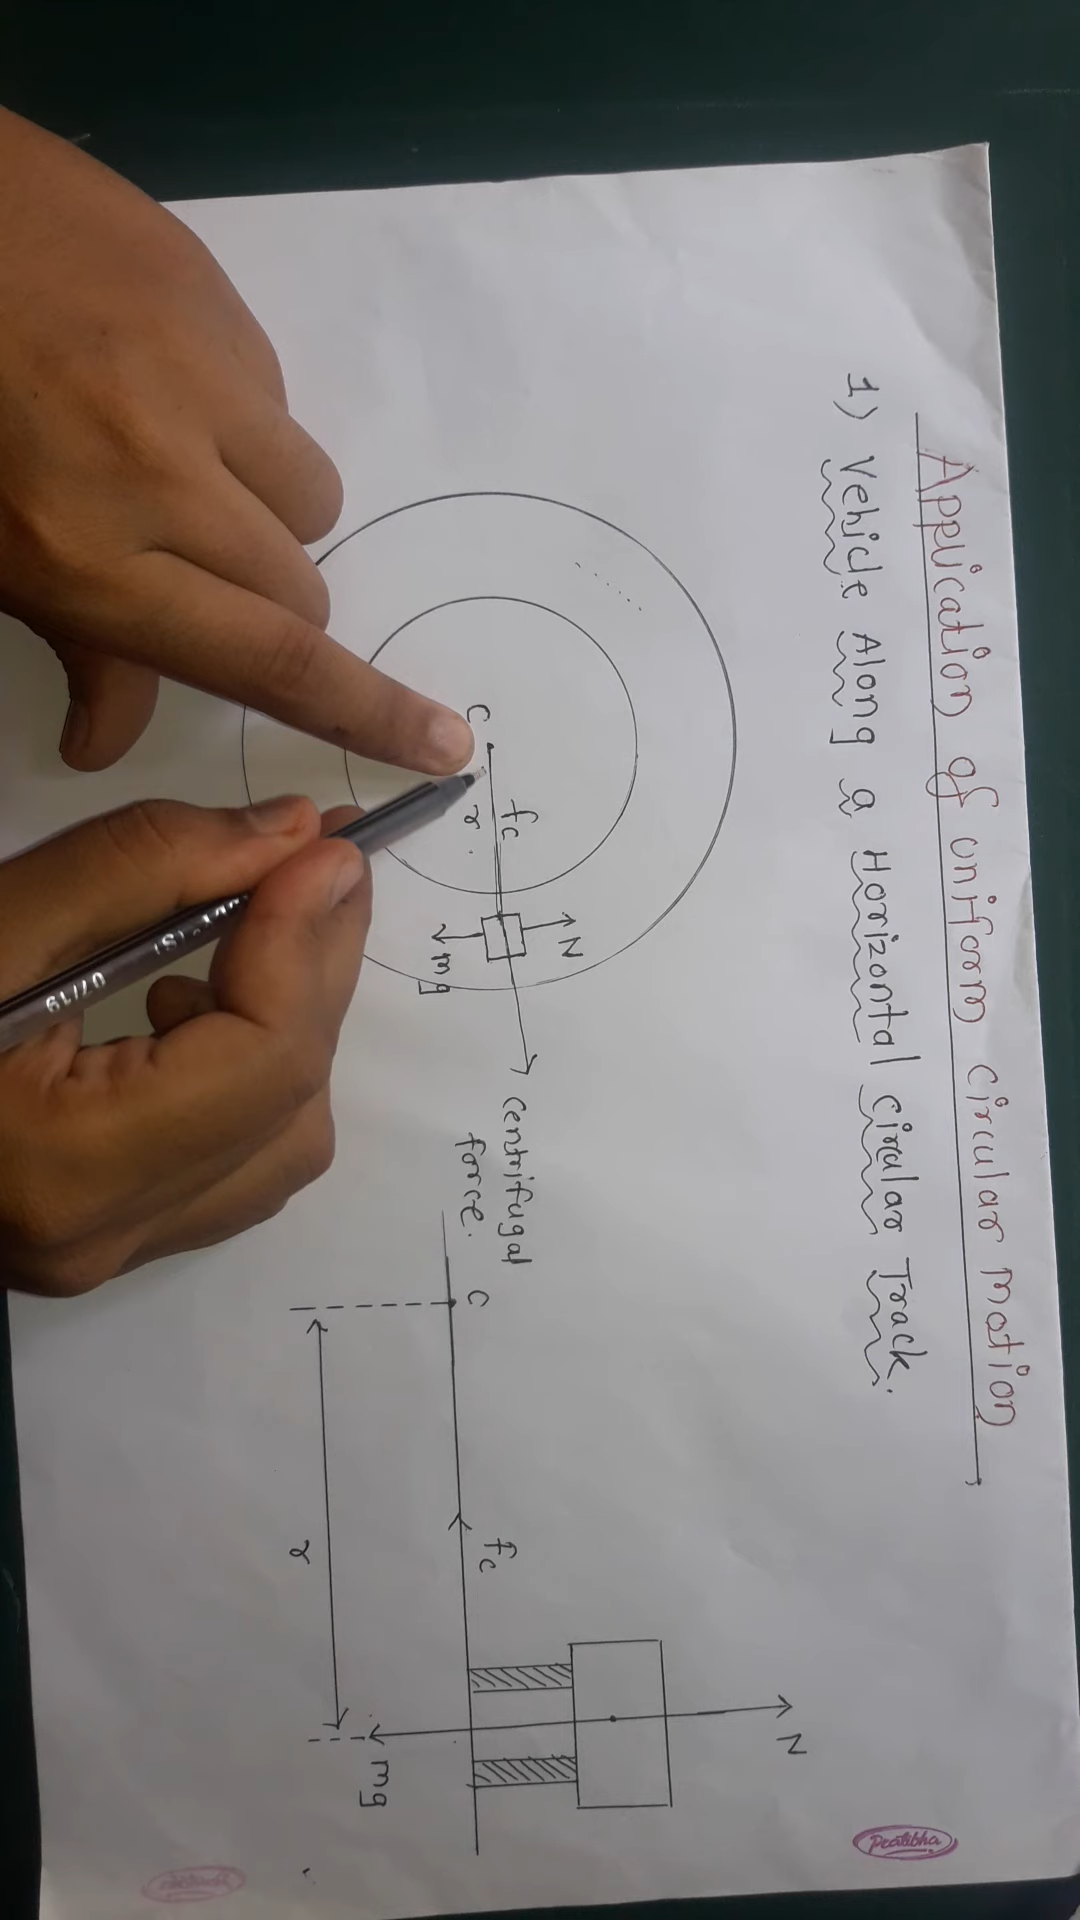 Application of uniform circular motion
1) Vehicle Along a Horizontal Circular Track.
N
fc
C
r
mg
centrifugal
force.
N
fc
C
r
mg
Pratibha
07/19